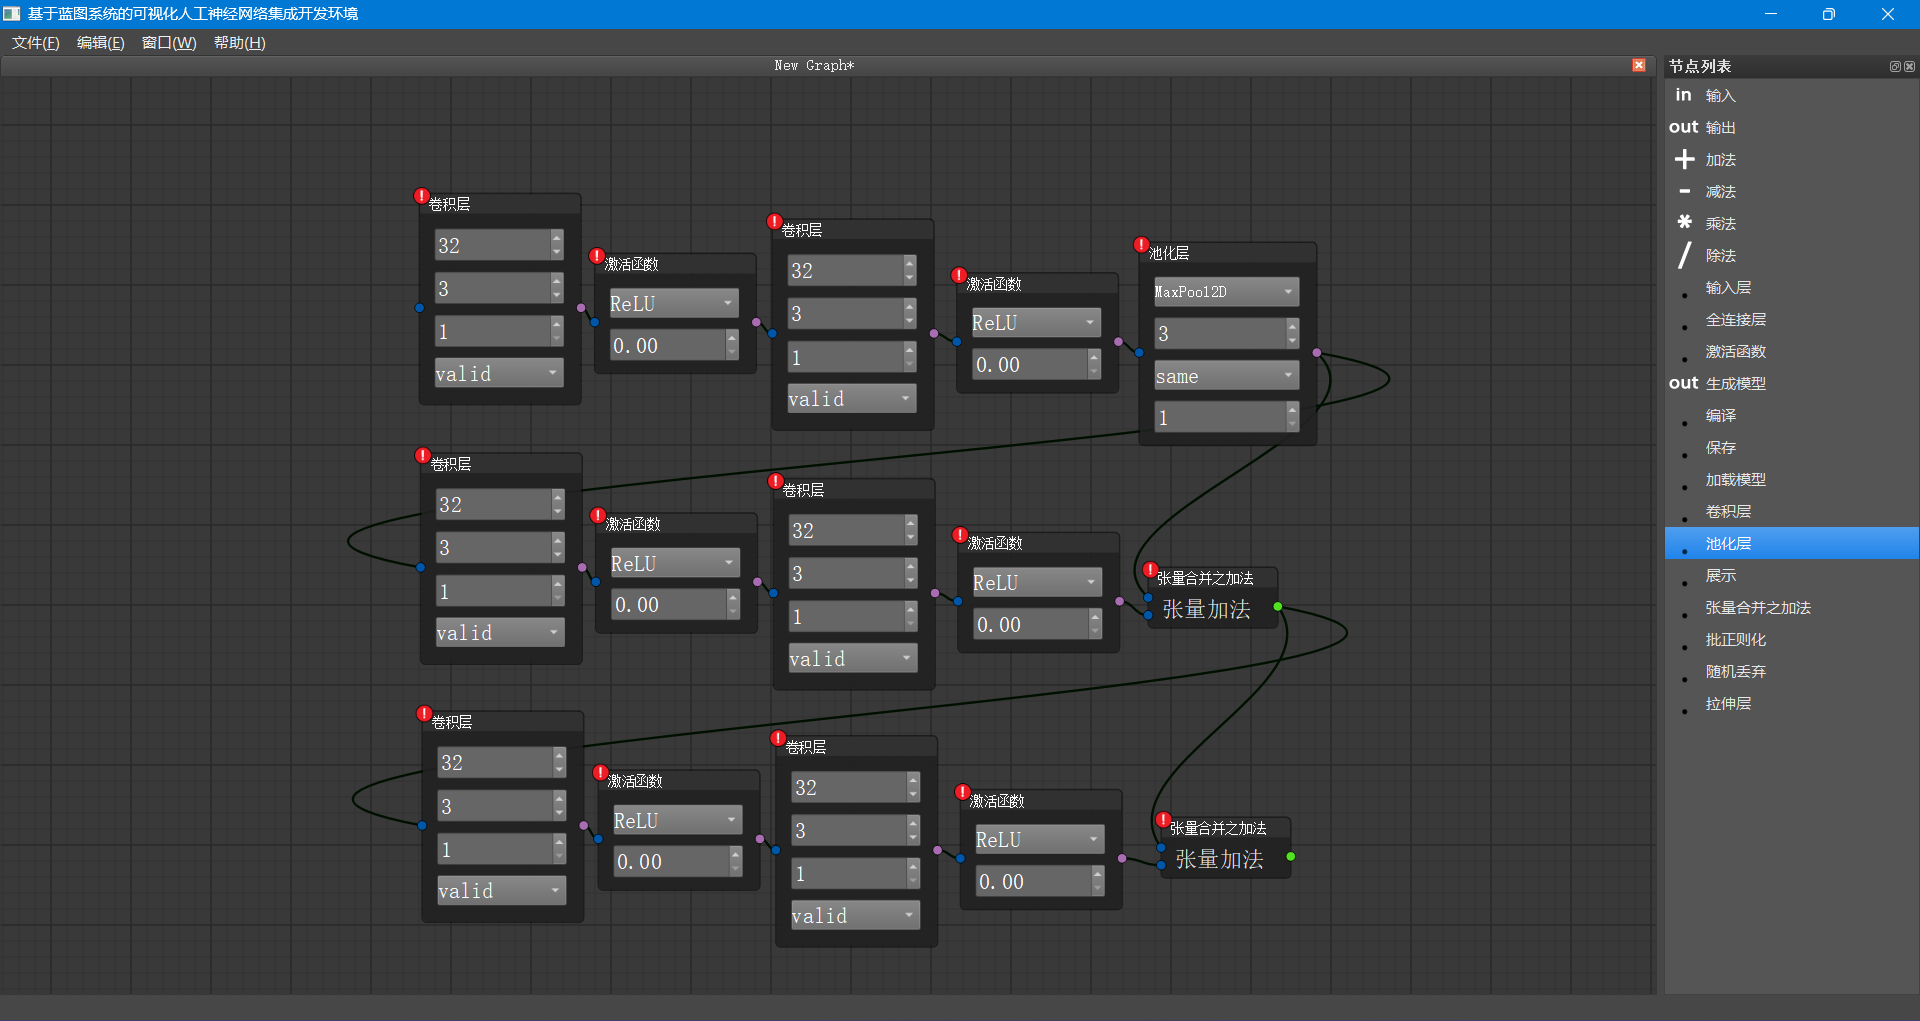 基于蓝图系统的可视化人工神经网络集成开发环境
文件(F) 编辑(E) 窗口(W) 帮助(H)
New Graph*
卷积层
32
3
1
valid
激活函数
ReLU
0.00
卷积层
32
3
1
valid
激活函数
ReLU
0.00
池化层
MaxPool2D
3
same
1
卷积层
32
3
1
valid
激活函数
ReLU
0.00
卷积层
32
3
1
valid
激活函数
ReLU
0.00
张量合并之加法
张量加法
卷积层
32
3
1
valid
激活函数
ReLU
0.00
卷积层
32
3
1
valid
激活函数
ReLU
0.00
张量合并之加法
张量加法
节点列表
in 输入
out 输出
+ 加法
- 减法
* 乘法
/ 除法
输入层
全连接层
激活函数
out 生成模型
编译
保存
加载模型
卷积层
池化层
展示
张量合并之加法
批正则化
随机丢弃
拉伸层